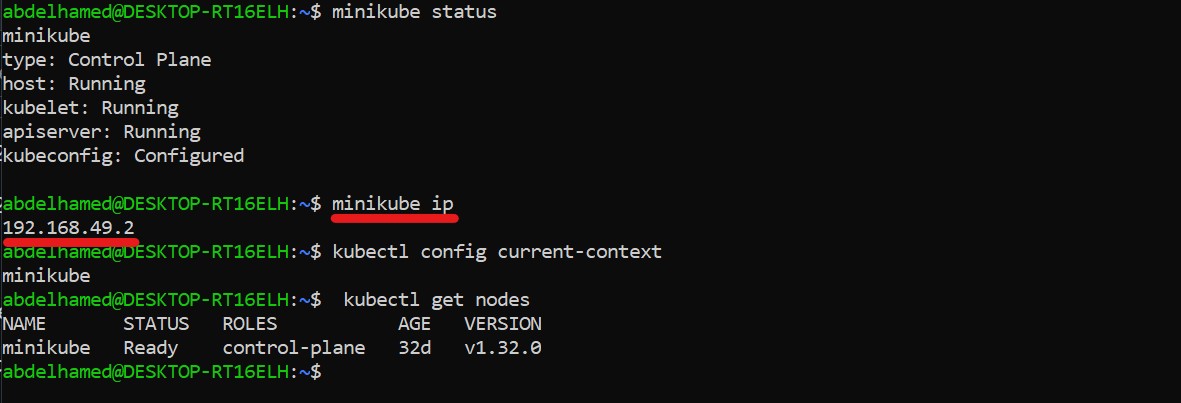 abdelhamed@DESKTOP-RT16ELH:~$ minikube status
minikube
type: Control Plane
host: Running
kubelet: Running
apiserver: Running
kubeconfig: Configured
abdelhamed@DESKTOP-RT16ELH:~$ minikube ip
192.168.49.2
abdelhamed@DESKTOP-RT16ELH:~$ kubectl config current-context
minikube
abdelhamed@DESKTOP-RT16ELH:~$  kubectl get nodes
NAME       STATUS   ROLES           AGE   VERSION
minikube   Ready    control-plane   32d   v1.32.0
abdelhamed@DESKTOP-RT16ELH:~$